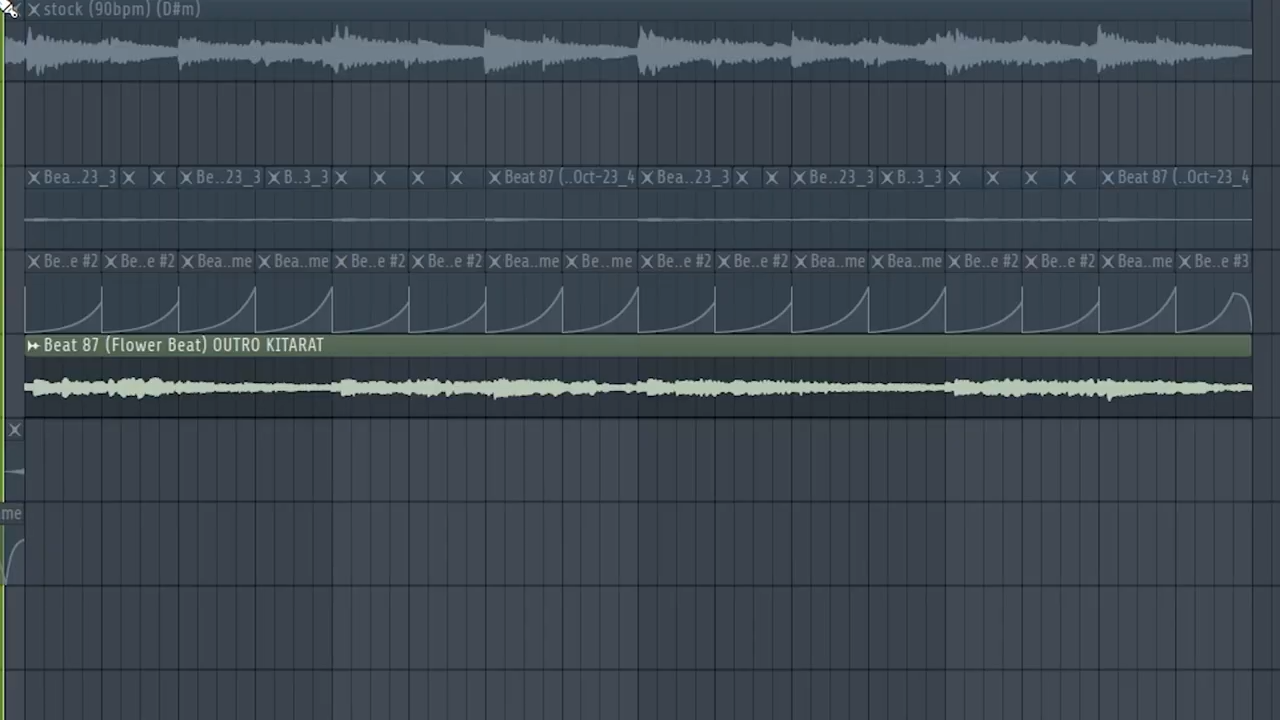 stock (90bpm) (D#m)
Bea..23_3 Be..23_3 B..3_3 Beat 87 (..Oct-23_4 Bea..23_3 Be..23_3 B..3_3 Beat 87 (..Oct-23_4
Be..e #2 Be..e #2 Bea..me Bea..me Be..e #2 Be..e #2 Bea..me Be..me Be..e #2 Be..e #2 Bea..me Bea..me Be..e #2 Be..e #2 Bea..me Be..e #3
Beat 87 (Flower Beat) OUTRO KITARAT
me